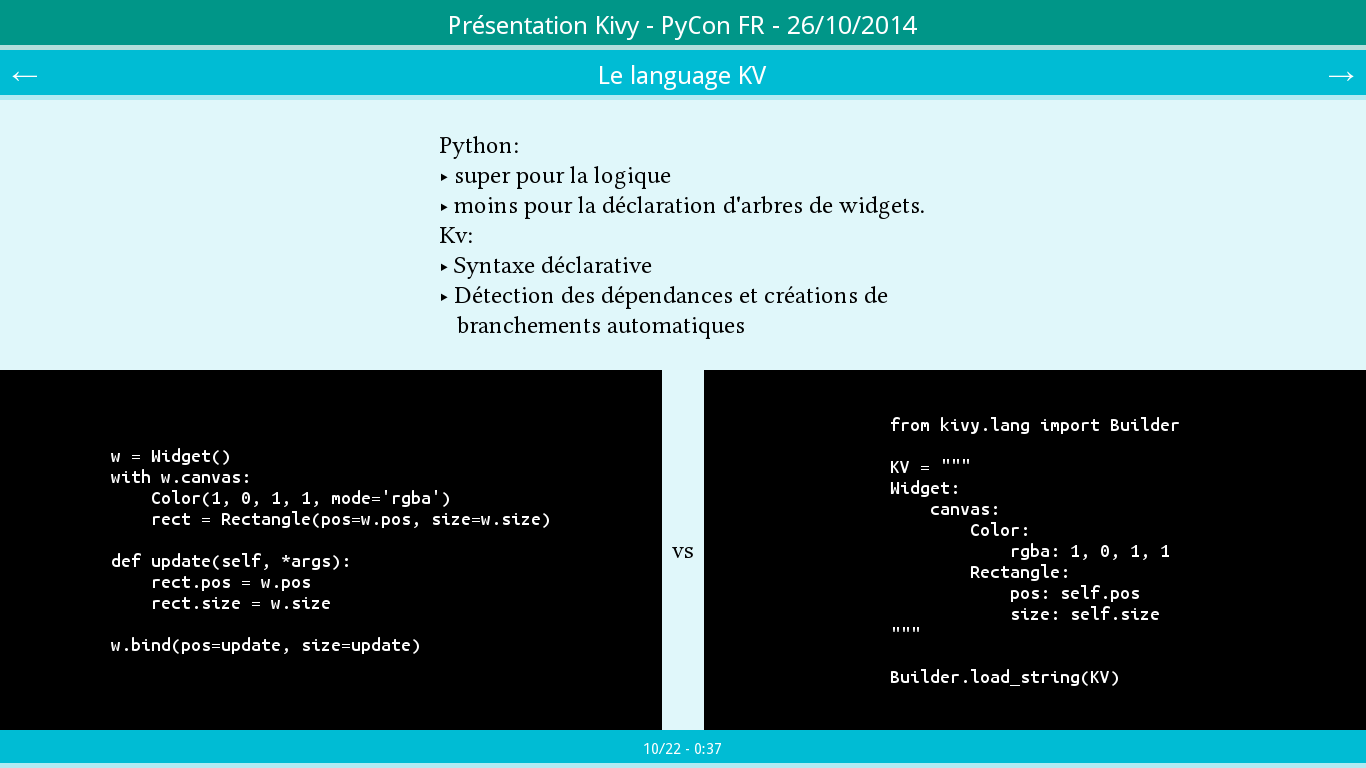 Présentation Kivy - PyCon FR - 26/10/2014
← Le language KV →
Python:
‣ super pour la logique
‣ moins pour la déclaration d'arbres de widgets.
Kv:
‣ Syntaxe déclarative
‣ Détection des dépendances et créations de
branchements automatiques
w = Widget()
with w.canvas:
    Color(1, 0, 1, 1, mode='rgba')
    rect = Rectangle(pos=w.pos, size=w.size)
def update(self, *args):
    rect.pos = w.pos
    rect.size = w.size
w.bind(pos=update, size=update)
vs
from kivy.lang import Builder
KV = """
Widget:
    canvas:
        Color:
            rgba: 1, 0, 1, 1
        Rectangle:
            pos: self.pos
            size: self.size
"""
Builder.load_string(KV)
10/22 - 0:37